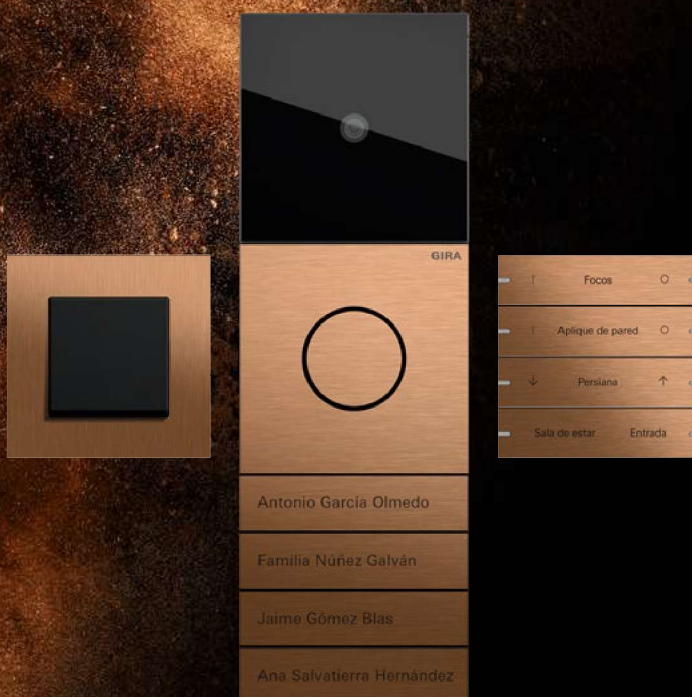 GIRA
Focos
Aplique de pared
Persiana
Sala de estar Entrada
Antonio García Olmedo
Familia Núñez Galván
Jaime Gómez Blas
Ana Salvatierra Hernández